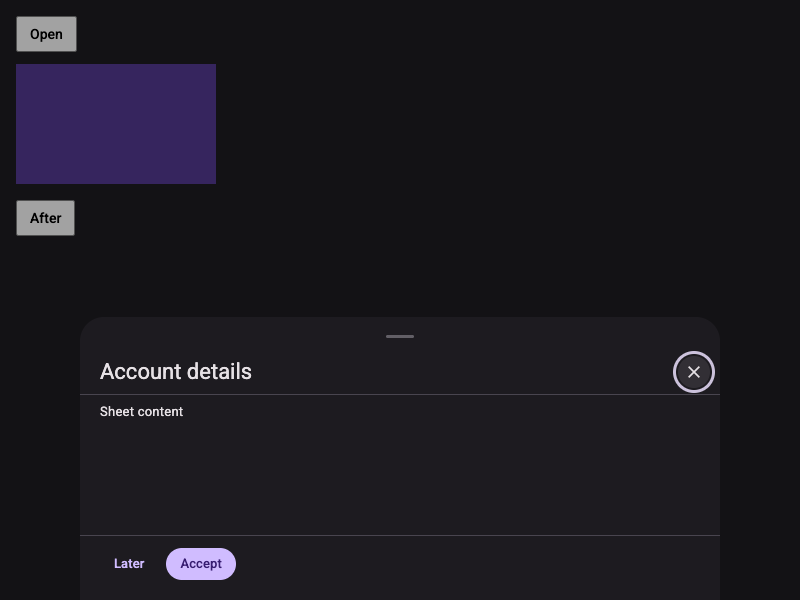 Open
After
Account details
Sheet content
Later
Accept